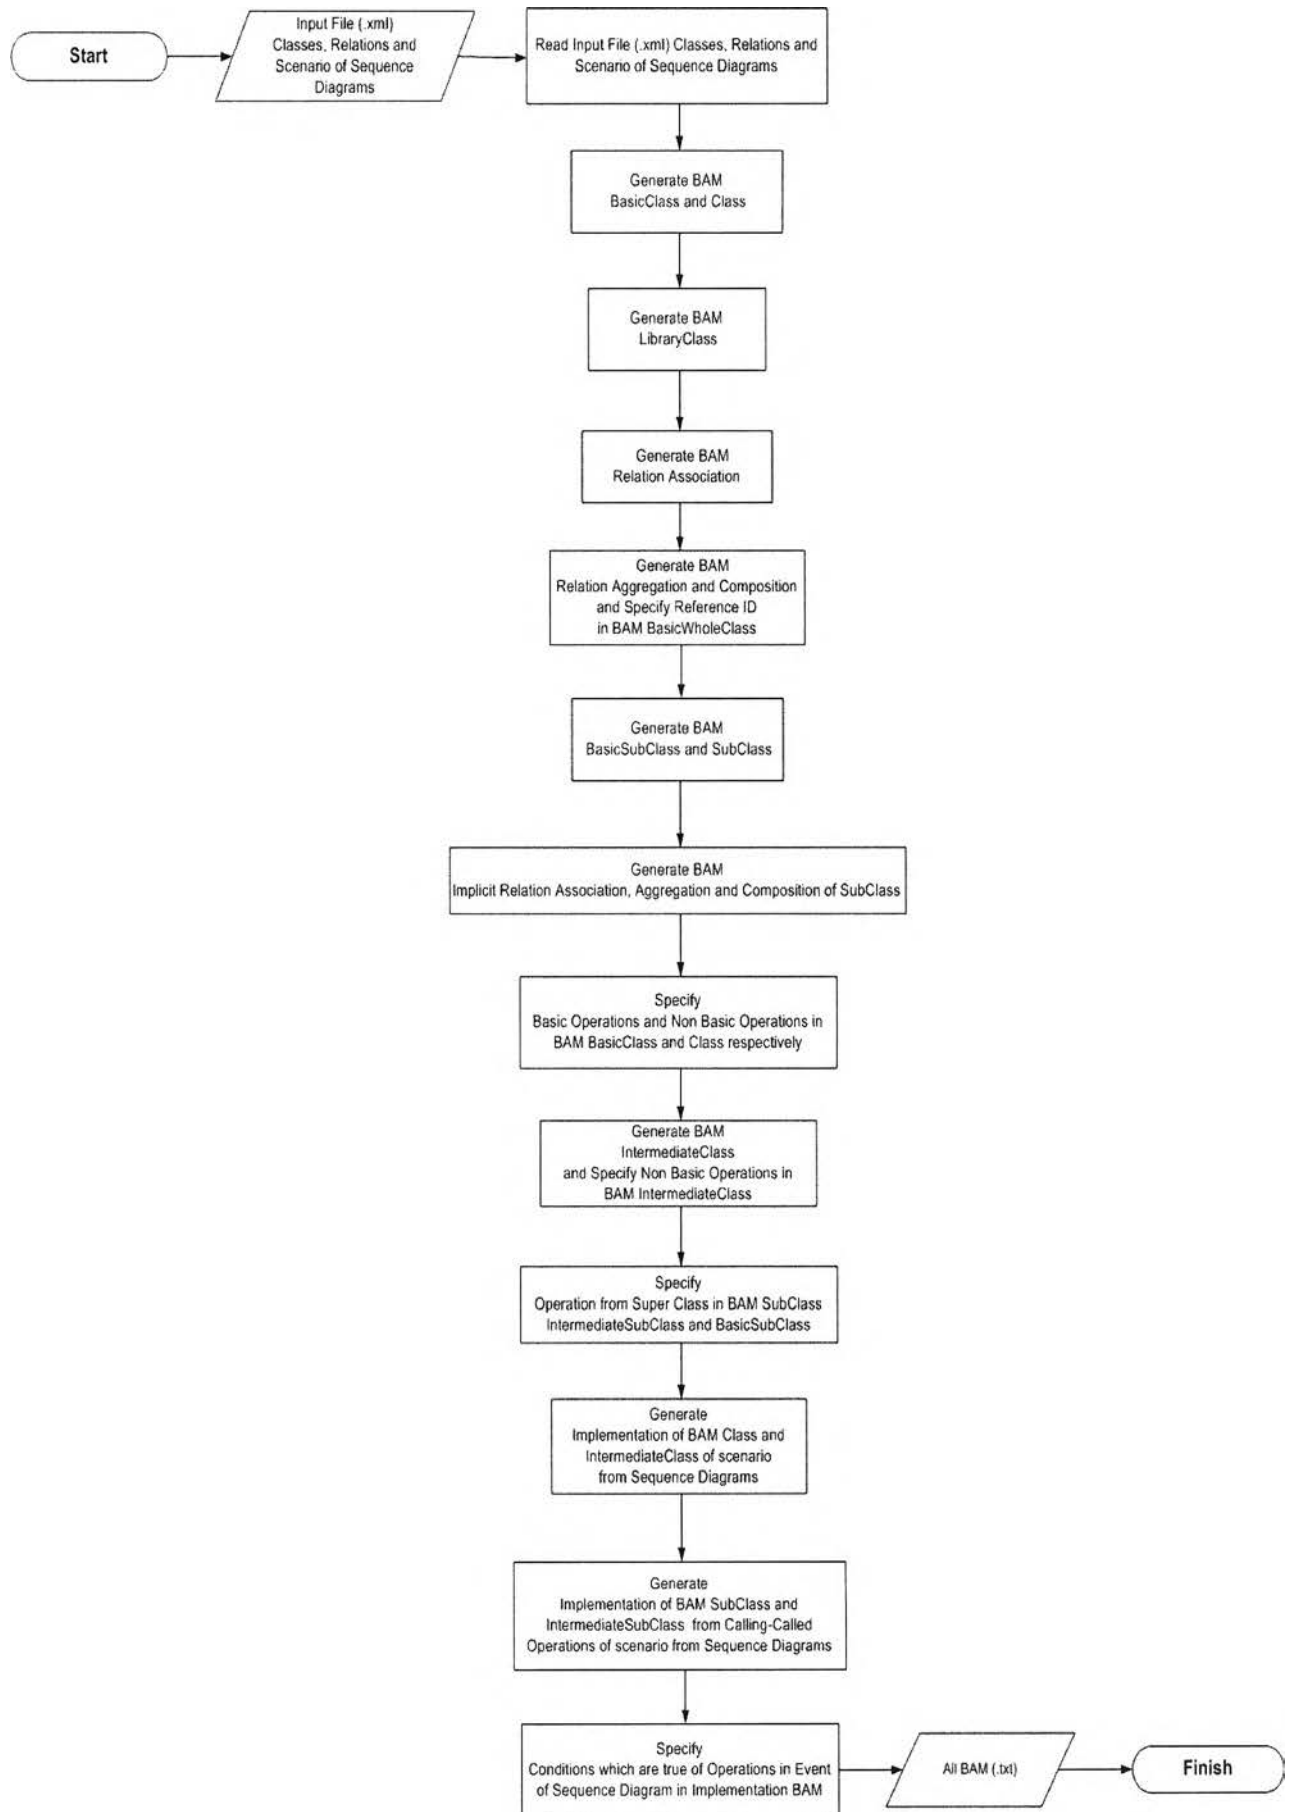 Start
Input File (.xml)
Classes, Relations and
Scenario of Sequence
Diagrams
Read Input File (.xml) Classes, Relations and
Scenario of Sequence Diagrams
Generate BAM
BasicClass and Class
Generate BAM
LibraryClass
Generate BAM
Relation Association
Generate BAM
Relation Aggregation and Composition
and Specify Reference ID
in BAM BasicWholeClass
Generate BAM
BasicSubClass and SubClass
Generate BAM
Implicit Relation Association, Aggregation and Composition of SubClass
Specify
Basic Operations and Non Basic Operations in
BAM BasicClass and Class respectively
Generate BAM
IntermediateClass
and Specify Non Basic Operations in
BAM IntermediateClass
Specify
Operation from Super Class in BAM SubClass
IntermediateSubClass and BasicSubClass
Generate
Implementation of BAM Class and
IntermediateClass of scenario
from Sequence Diagrams
Generate
Implementation of BAM SubClass and
IntermediateSubClass from Calling-Called
Operations of scenario from Sequence Diagrams
Specify
Conditions which are true of Operations in Event
of Sequence Diagram in Implementation BAM
All BAM (.txt)
Finish